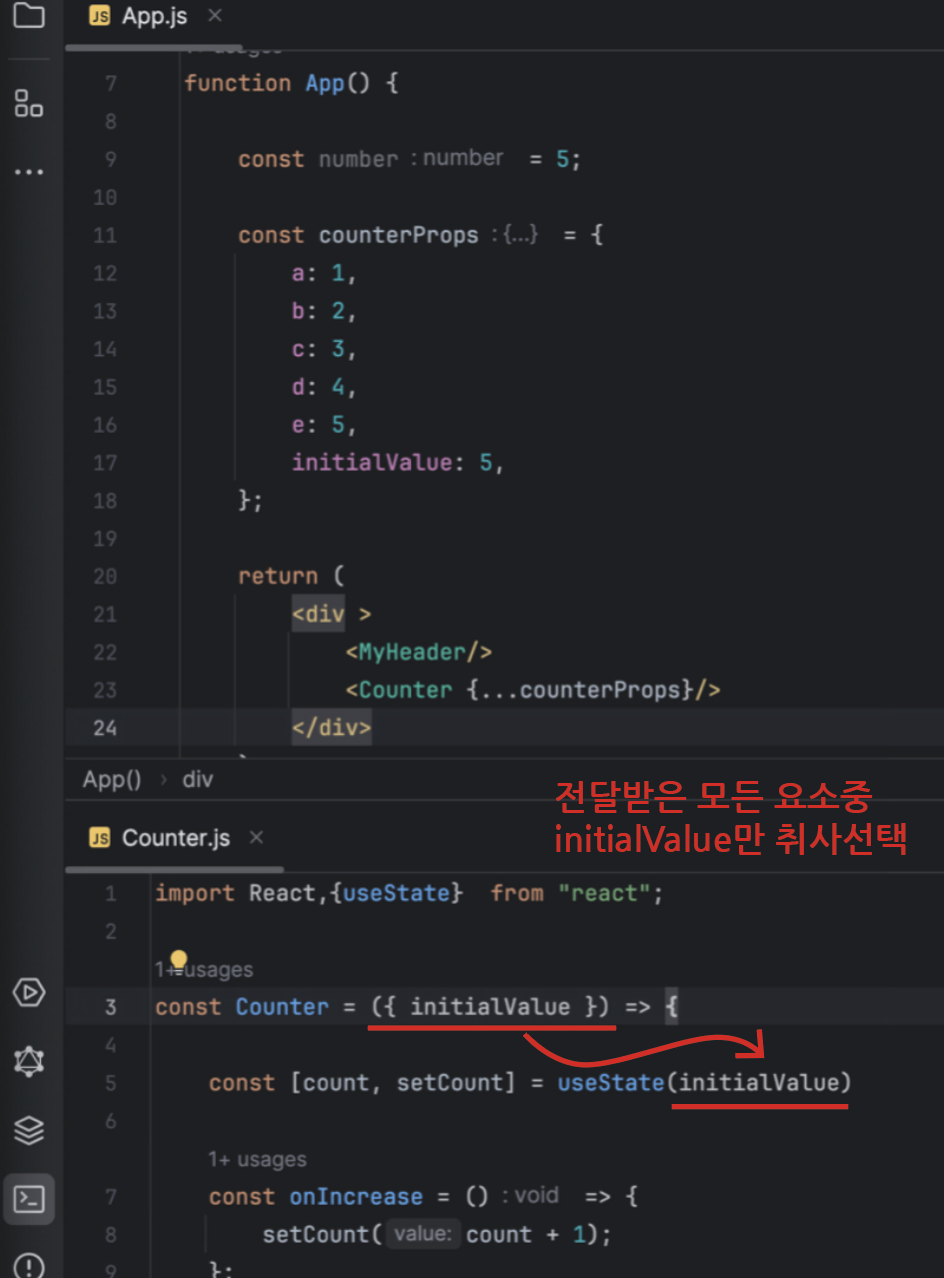 JS App.js ×
1+ usages
7 function App() {
8
9 const number : number = 5;
10
11 const counterProps : {...} = {
12 a: 1,
13 b: 2,
14 c: 3,
15 d: 4,
16 e: 5,
17 initialValue: 5,
18 };
19
20 return (
21 <div >
22 <MyHeader/>
23 <Counter {...counterProps}/>
24 </div>
App() › div
전달받은 모든 요소중
initialValue만 취사선택
JS Counter.js ×
1 import React,{useState} from "react";
2
1+ usages
3 const Counter = ({ initialValue }) => {
4
5 const [count, setCount] = useState(initialValue)
6
1+ usages
7 const onIncrease = () : void => {
8 setCount( value: count + 1);
9 };